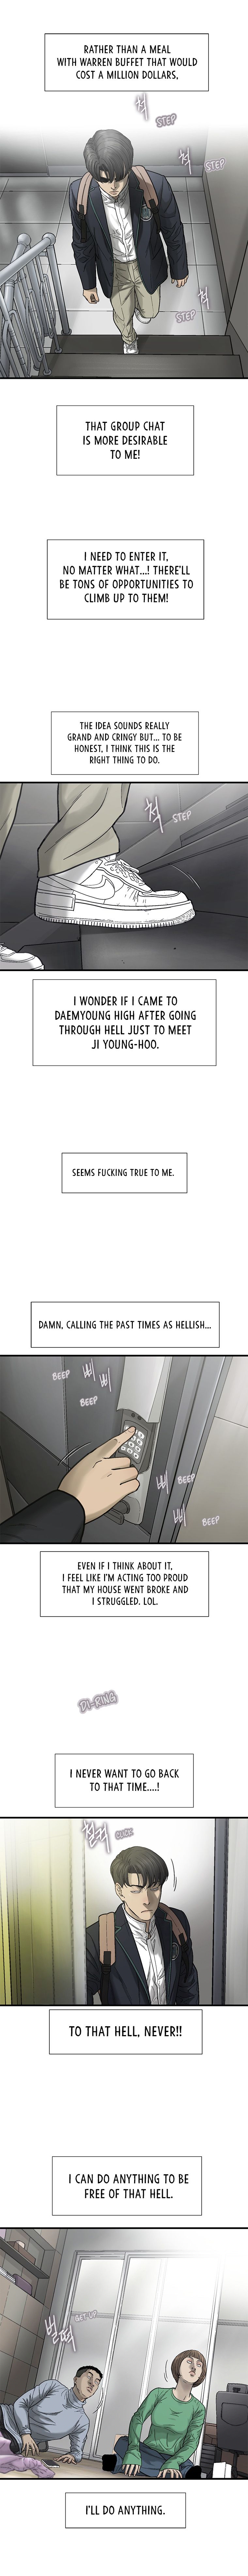 RATHER THAN A MEAL
WITH WARREN BUFFET THAT WOULD
COST A MILLION DOLLARS,
척
STEP
척
STEP
척
STEP
THAT GROUP CHAT
IS MORE DESIRABLE
TO ME!
I NEED TO ENTER IT,
NO MATTER WHAT...! THERE'LL
BE TONS OF OPPORTUNITIES TO
CLIMB UP TO THEM!
THE IDEA SOUNDS REALLY
GRAND AND CRINGY BUT... TO BE
HONEST, I THINK THIS IS THE
RIGHT THING TO DO.
척
STEP
I WONDER IF I CAME TO
DAEMYOUNG HIGH AFTER GOING
THROUGH HELL JUST TO MEET
JI YOUNG-HOO.
SEEMS FUCKING TRUE TO ME.
DAMN, CALLING THE PAST TIMES AS HELLISH...
BEEP
삐
삐
BEEP
삐
BEEP
삐
BEEP
EVEN IF I THINK ABOUT IT,
I FEEL LIKE I'M ACTING TOO PROUD
THAT MY HOUSE WENT BROKE AND
I STRUGGLED. LOL.
DI-RING
I NEVER WANT TO GO BACK
TO THAT TIME....!
CLICK
TO THAT HELL, NEVER!!
I CAN DO ANYTHING TO BE
FREE OF THAT HELL.
벌떡
GET-UP
I'LL DO ANYTHING.